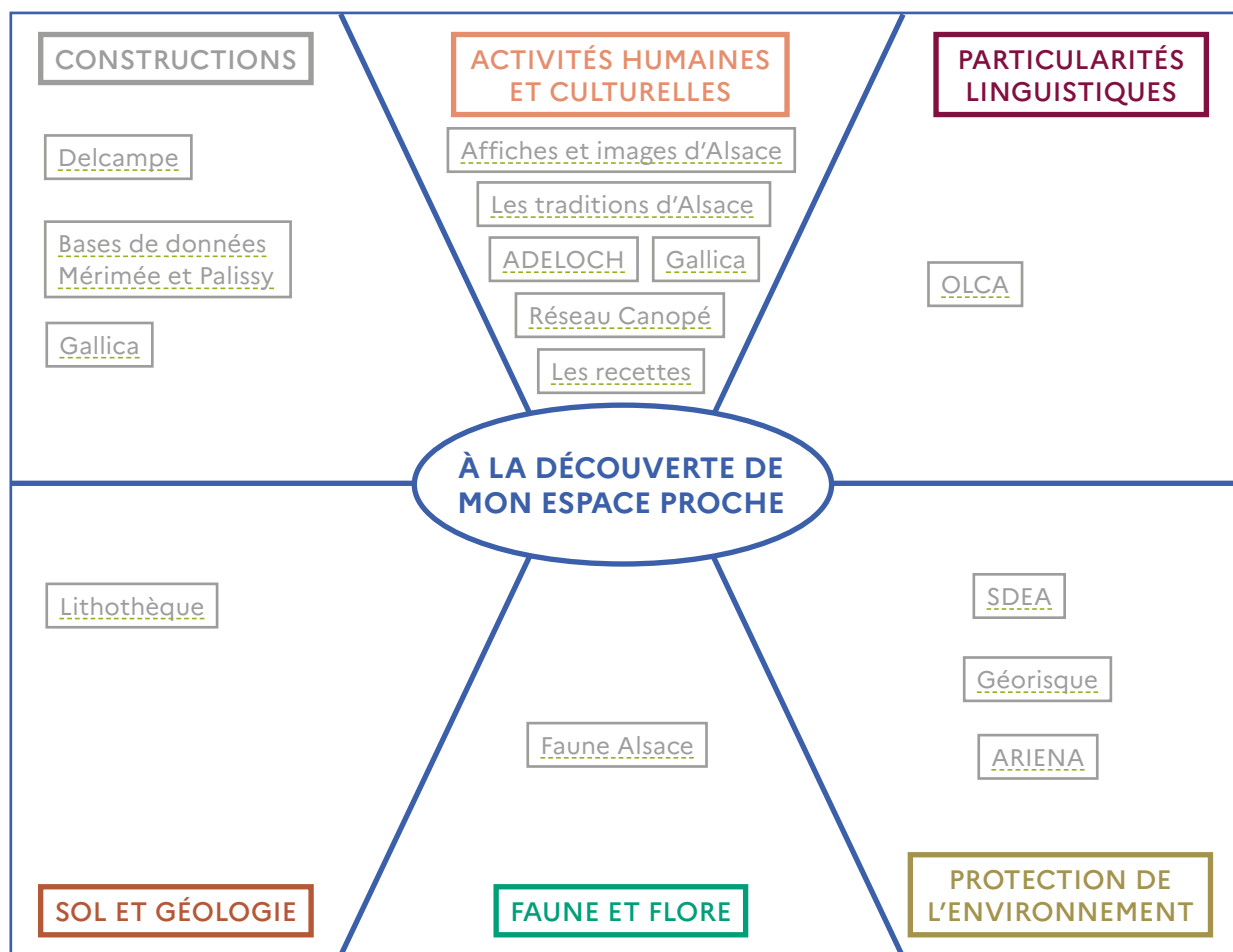 CONSTRUCTIONS
Delcampe
Bases de données
Mérimée et Palissy
Gallica
ACTIVITÉS HUMAINES
ET CULTURELLES
Affiches et images d’Alsace
Les traditions d’Alsace
ADELOCH
Gallica
Réseau Canopé
Les recettes
PARTICULARITÉS
LINGUISTIQUES
OLCA
À LA DÉCOUVERTE DE
MON ESPACE PROCHE
Lithothèque
SOL ET GÉOLOGIE
Faune Alsace
FAUNE ET FLORE
SDEA
Géorisque
ARIENA
PROTECTION DE
L’ENVIRONNEMENT